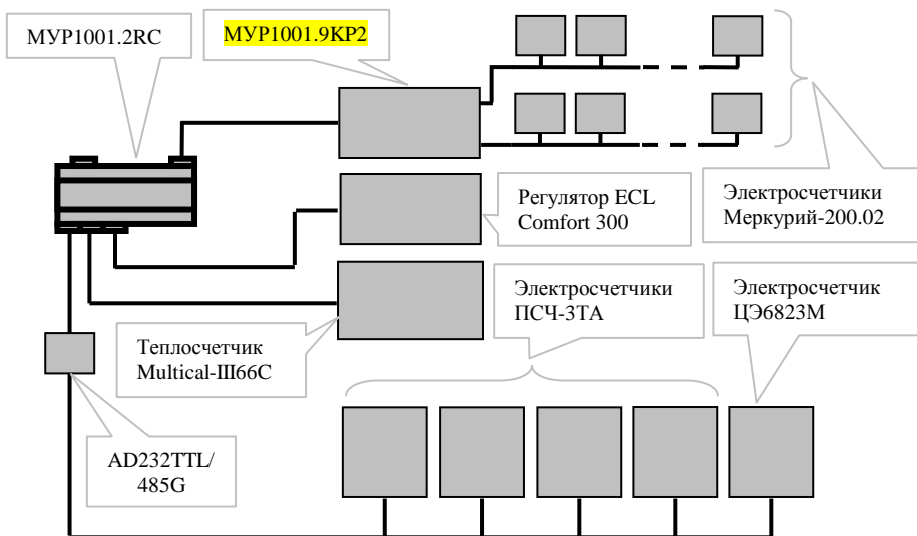 МУР1001.2RC
МУР1001.9KP2
Электросчетчики
Меркурий-200.02
Регулятор ECL
Comfort 300
Электросчетчики
ПСЧ-3ТА
Электросчетчик
ЦЭ6823М
Теплосчетчик
Multical-III66C
AD232TTL/
485G